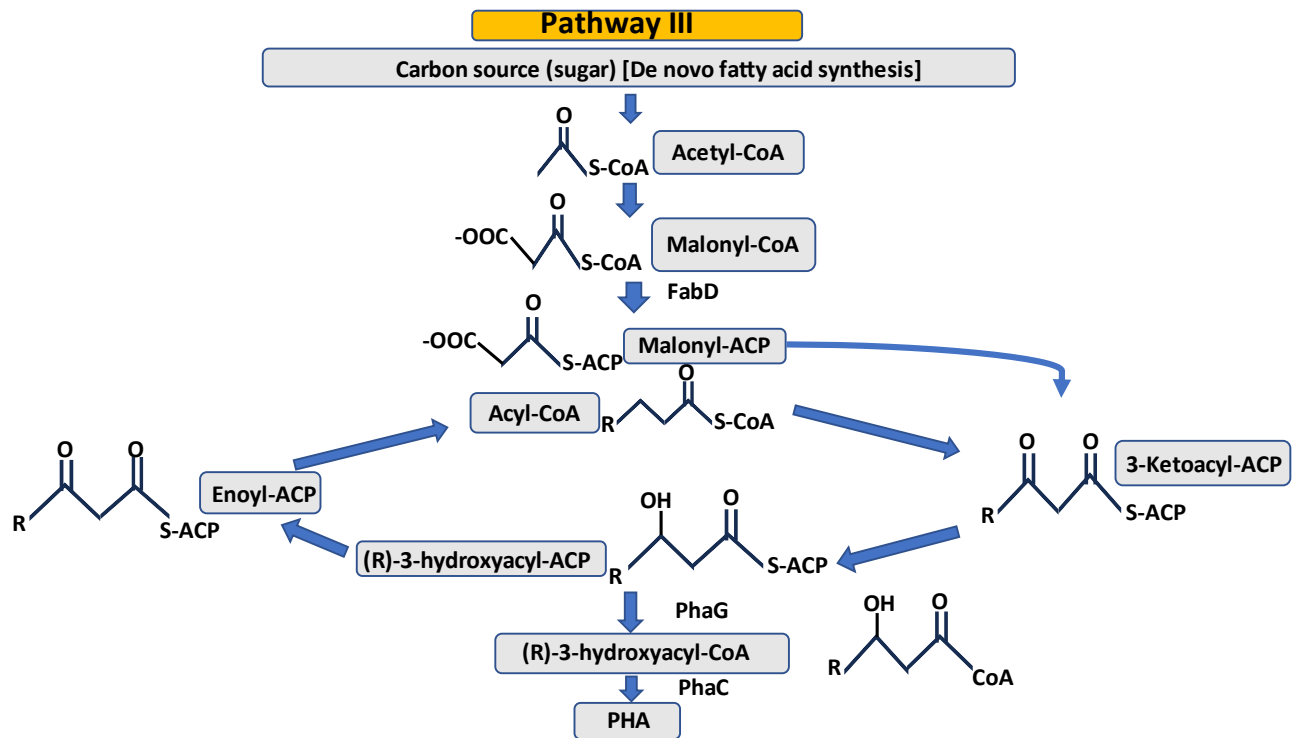 Pathway III
Carbon source (sugar) [De novo fatty acid synthesis]
O
S-CoA
Acetyl-CoA
O
-OOC
S-CoA
Malonyl-CoA
FabD
O
-OOC
S-ACP
Malonyl-ACP
O
Acyl-CoA
R
S-CoA
O
O
3-Ketoacyl-ACP
R
S-ACP
O
O
Enoyl-ACP
R
S-ACP
OH
O
(R)-3-hydroxyacyl-ACP
R
S-ACP
PhaG
OH
O
(R)-3-hydroxyacyl-CoA
R
CoA
PhaC
PHA